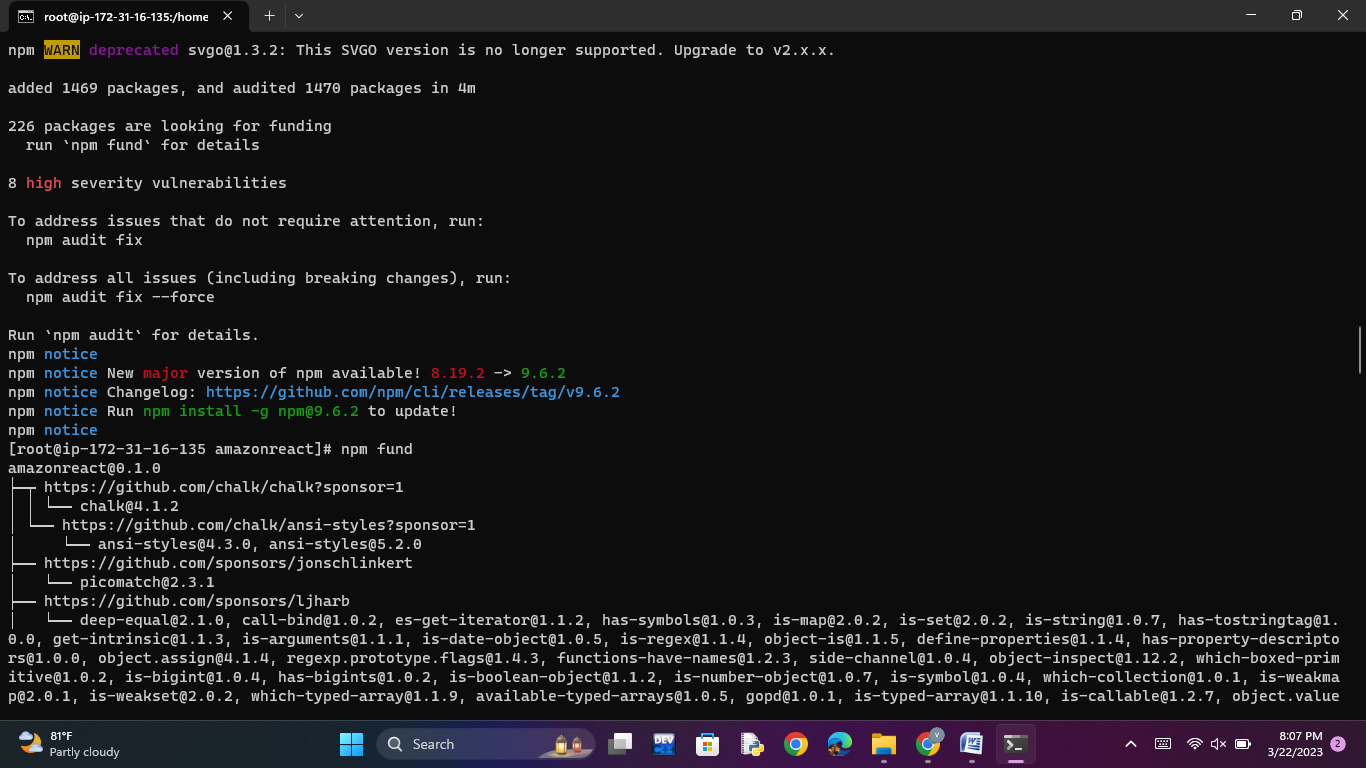 root@ip-172-31-16-135:/home
npm WARN deprecated svgo@1.3.2: This SVGO version is no longer supported. Upgrade to v2.x.x.
added 1469 packages, and audited 1470 packages in 4m
226 packages are looking for funding
run `npm fund` for details
8 high severity vulnerabilities
To address issues that do not require attention, run:
npm audit fix
To address all issues (including breaking changes), run:
npm audit fix --force
Run `npm audit` for details.
npm notice
npm notice New major version of npm available! 8.19.2 -> 9.6.2
npm notice Changelog: https://github.com/npm/cli/releases/tag/v9.6.2
npm notice Run npm install -g npm@9.6.2 to update!
npm notice
[root@ip-172-31-16-135 amazonreact]# npm fund
amazonreact@0.1.0
├─┬ https://github.com/chalk/chalk?sponsor=1
│ │ └── chalk@4.1.2
│ └── https://github.com/chalk/ansi-styles?sponsor=1
│     └── ansi-styles@4.3.0, ansi-styles@5.2.0
├── https://github.com/sponsors/jonschlinkert
│   └── picomatch@2.3.1
├── https://github.com/sponsors/ljharb
│   └── deep-equal@2.1.0, call-bind@1.0.2, es-get-iterator@1.1.2, has-symbols@1.0.3, is-map@2.0.2, is-set@2.0.2, is-string@1.0.7, has-tostringtag@1.
0.0, get-intrinsic@1.1.3, is-arguments@1.1.1, is-date-object@1.0.5, is-regex@1.1.4, object-is@1.1.5, define-properties@1.1.4, has-property-descripto
rs@1.0.0, object.assign@4.1.4, regexp.prototype.flags@1.4.3, functions-have-names@1.2.3, side-channel@1.0.4, object-inspect@1.12.2, which-boxed-prim
itive@1.0.2, is-bigint@1.0.4, has-bigints@1.0.2, is-boolean-object@1.1.2, is-number-object@1.0.7, is-symbol@1.0.4, which-collection@1.0.1, is-weakma
p@2.0.1, is-weakset@2.0.2, which-typed-array@1.1.9, available-typed-arrays@1.0.5, gopd@1.0.1, is-typed-array@1.1.10, is-callable@1.2.7, object.value
81°F
Partly cloudy
Search
DEV
V
8:07 PM
3/22/2023
2